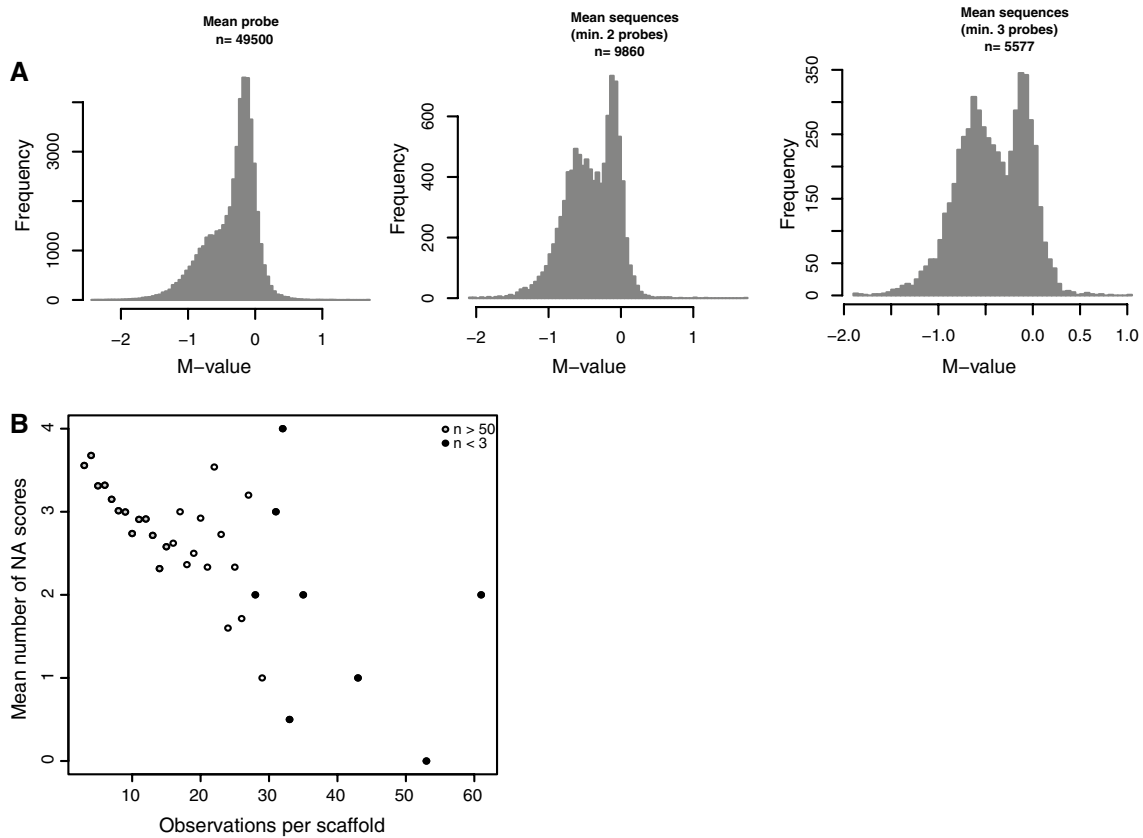 Mean probe
n= 49500
Mean sequences
(min. 2 probes)
n= 9860
Mean sequences
(min. 3 probes)
n= 5577
A
Frequency
0
1000
3000
−2
−1
0
1
M−value
Frequency
0
200
400
600
−2
−1
0
1
M−value
Frequency
0
50
150
250
350
−2.0
−1.0
0.0
0.5
1.0
M−value
B
Mean number of NA scores
0
1
2
3
4
n > 50
n < 3
10
20
30
40
50
60
Observations per scaffold